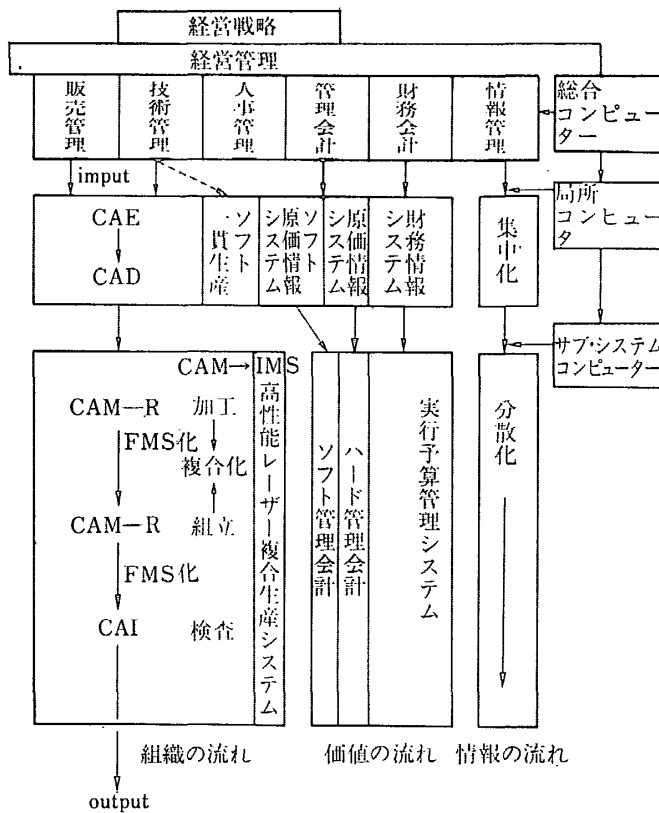 経営戦略
経営管理
販売管理
技術管理
人事管理
管理会計
財務会計
情報管理
総合
コンピュー
ター
imput
CAE
CAD
ソフト
一貫生産
ソフト
原価情報
システム
原価情報
システム
財務情報
システム
集中化
局所
コンピュー
タ
サブ・システム
コンピューター
CAM→IMS
CAM—R
加工
FMS化
複合化
CAM—R
組立
FMS化
CAI
検査
高性能レーザー複合生産システム
ソフト管理会計
ハード管理会計
実行予算管理システム
分散化
組織の流れ
価値の流れ
情報の流れ
output